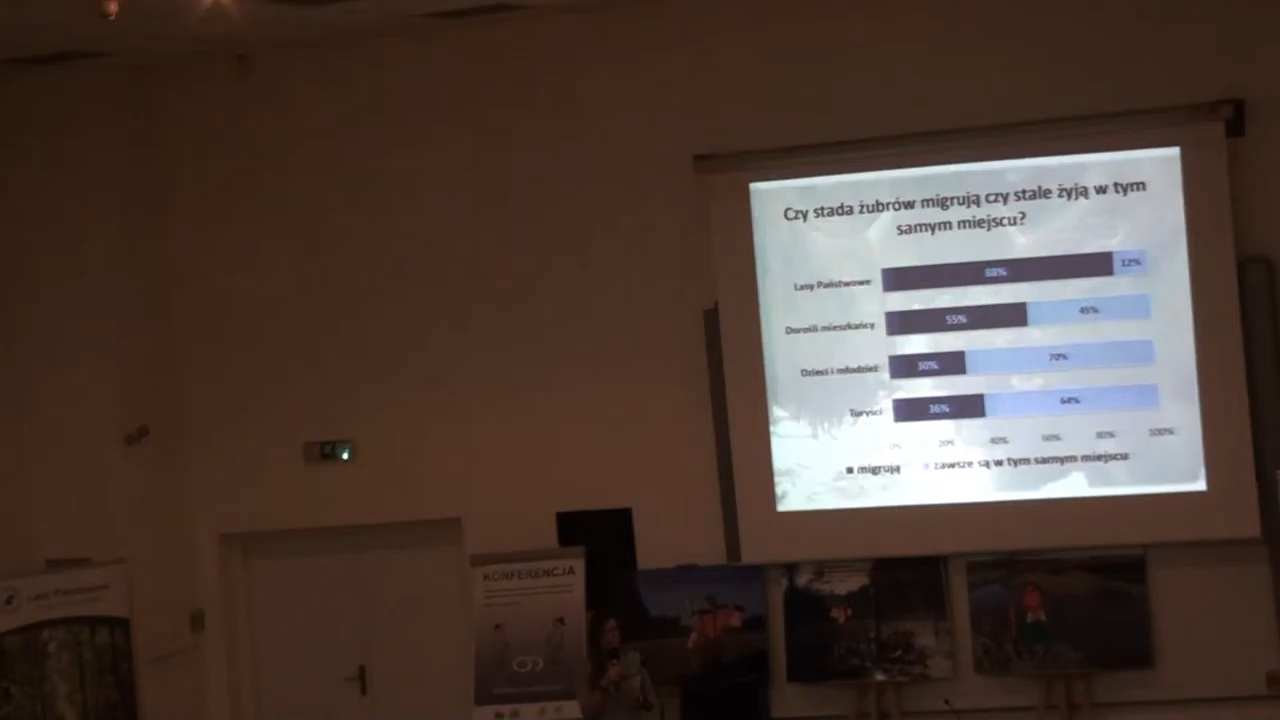 Czy stada żubrów migrują czy stale żyją w tym
samym miejscu?
Lasy Państwowe
88%
12%
Dorośli mieszkańcy
55%
45%
Dzieci i młodzież
30%
70%
Turyści
36%
64%
0%
20%
40%
60%
80%
100%
migrują
zawsze są w tym samym miejscu
KONFERENCJA
Lasy Państwowe